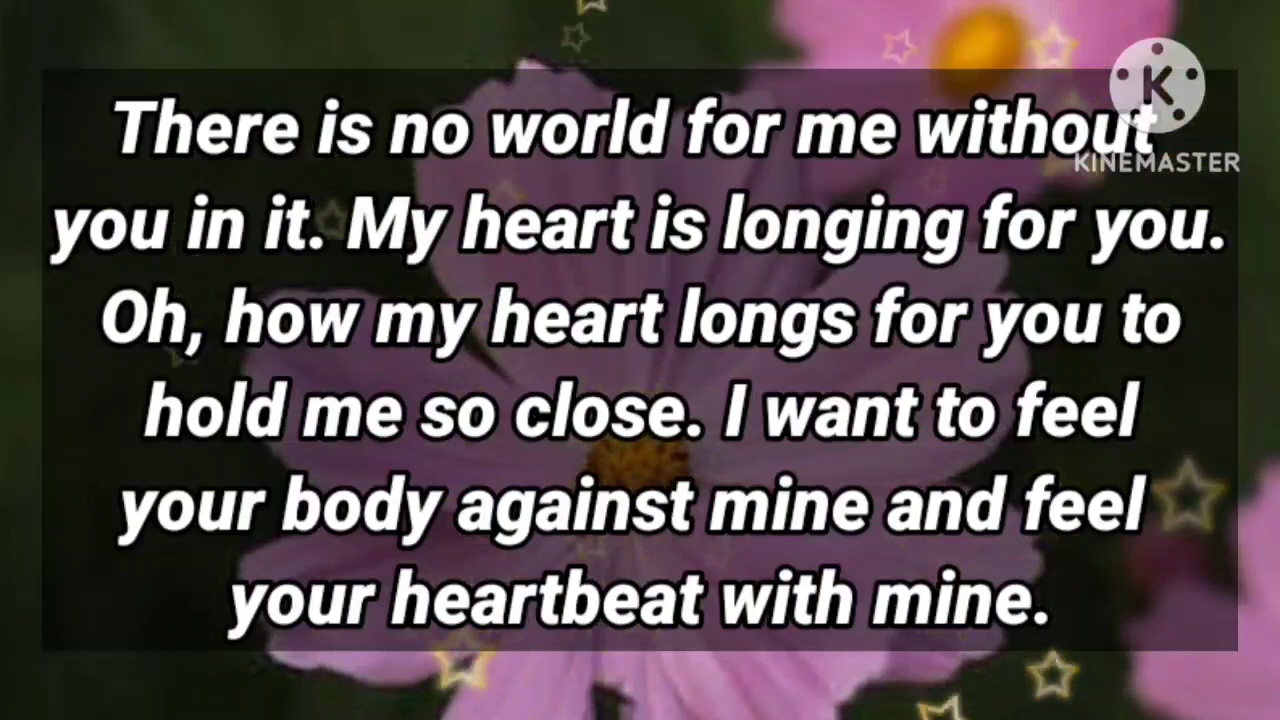 There is no world for me without
you in it. My heart is longing for you.
Oh, how my heart longs for you to
hold me so close. I want to feel
your body against mine and feel
your heartbeat with mine.
K
KINEMASTER